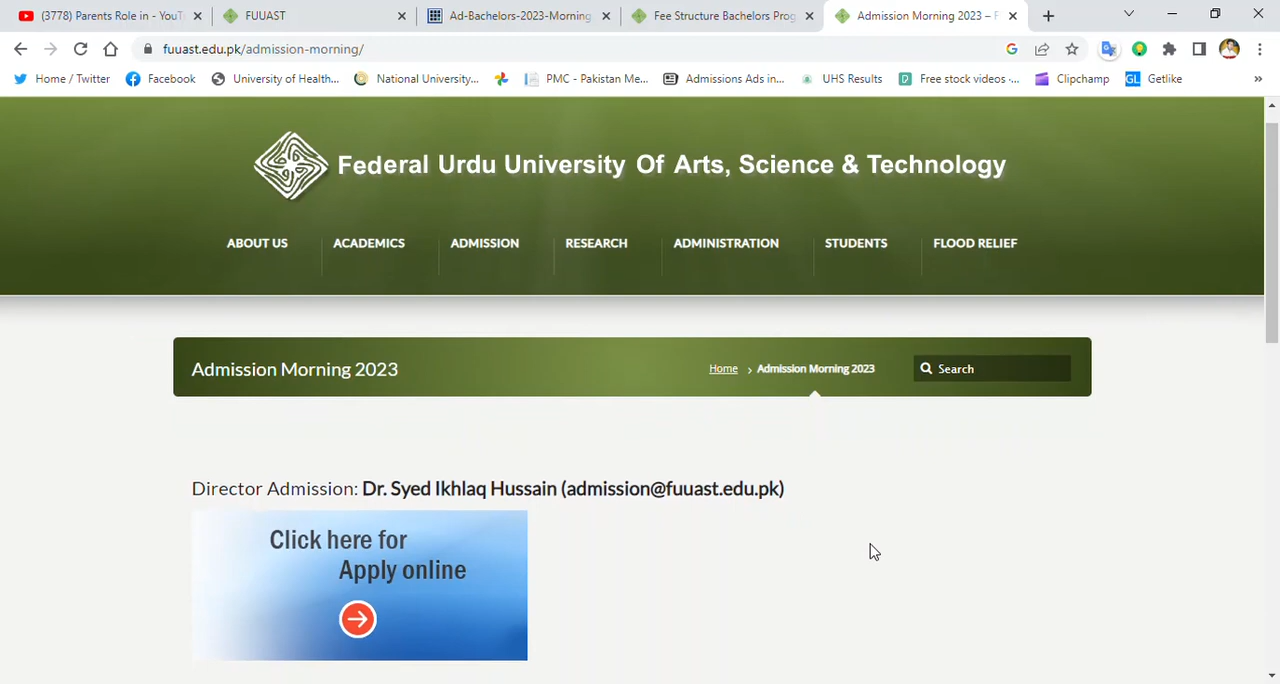 (3778) Parents Role in - YouT
FUUAST
Ad-Bachelors-2023-Morning
Fee Structure Bachelors Prog
Admission Morning 2023 – F
fuuast.edu.pk/admission-morning/
Home / Twitter
Facebook
University of Health...
National University...
PMC - Pakistan Me...
Admissions Ads in...
UHS Results
Free stock videos -...
Clipchamp
GL Getlike
Federal Urdu University Of Arts, Science & Technology
ABOUT US
ACADEMICS
ADMISSION
RESEARCH
ADMINISTRATION
STUDENTS
FLOOD RELIEF
Admission Morning 2023
Home › Admission Morning 2023
Search
Director Admission: Dr. Syed Ikhlaq Hussain (admission@fuuast.edu.pk)
Click here for
Apply online